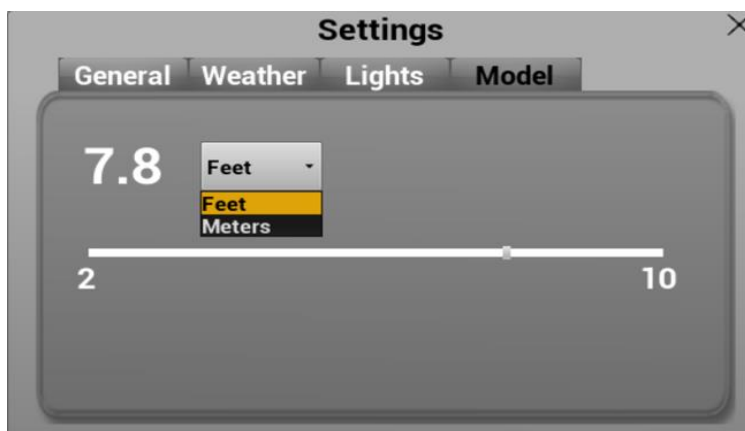 Settings
General Weather Lights Model
7.8 Feet
Feet
Meters
2 10